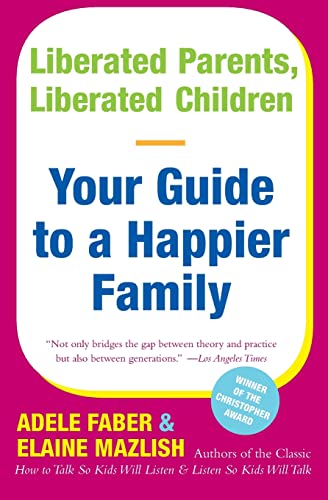 Liberated Parents,
Liberated Children
Your Guide
to a Happier
Family
“Not only bridges the gap between theory and practice
but also between generations.” —Los Angeles Times
WINNER
OF THE
CHRISTOPHER
AWARD
ADELE FABER &
ELAINE MAZLISH Authors of the Classic
How to Talk So Kids Will Listen & Listen So Kids Will Talk